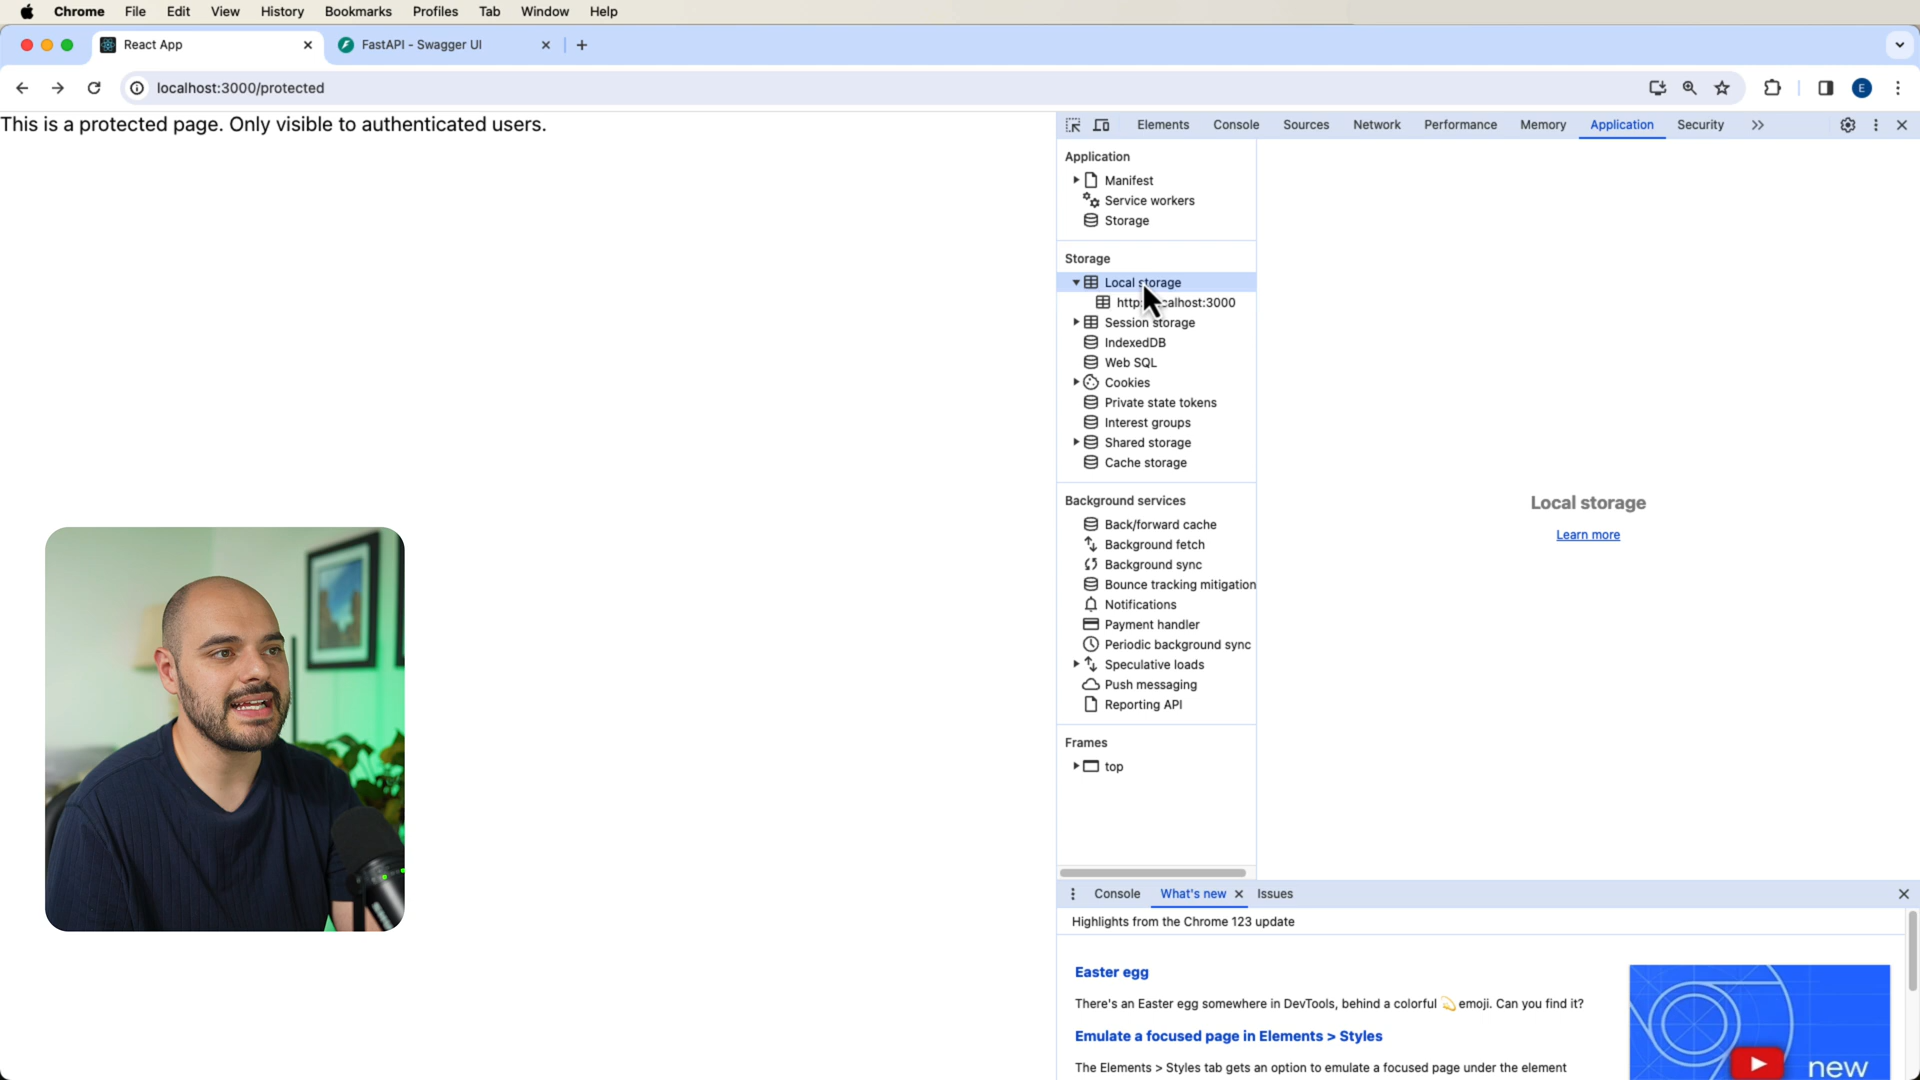 Chrome File Edit View History Bookmarks Profiles Tab Window Help
React App
FastAPI - Swagger UI
localhost:3000/protected
E
This is a protected page. Only visible to authenticated users.
Elements Console Sources Network Performance Memory Application Security
Application
Manifest
Service workers
Storage
Storage
Local storage
http alhost:3000
Session storage
IndexedDB
Web SQL
Cookies
Private state tokens
Interest groups
Shared storage
Cache storage
Background services
Back/forward cache
Background fetch
Background sync
Bounce tracking mitigation
Notifications
Payment handler
Periodic background sync
Speculative loads
Push messaging
Reporting API
Frames
top
Local storage
Learn more
Console What's new Issues
Highlights from the Chrome 123 update
Easter egg
There's an Easter egg somewhere in DevTools, behind a colorful 💫 emoji. Can you find it?
Emulate a focused page in Elements > Styles
The Elements > Styles tab gets an option to emulate a focused page under the element
new